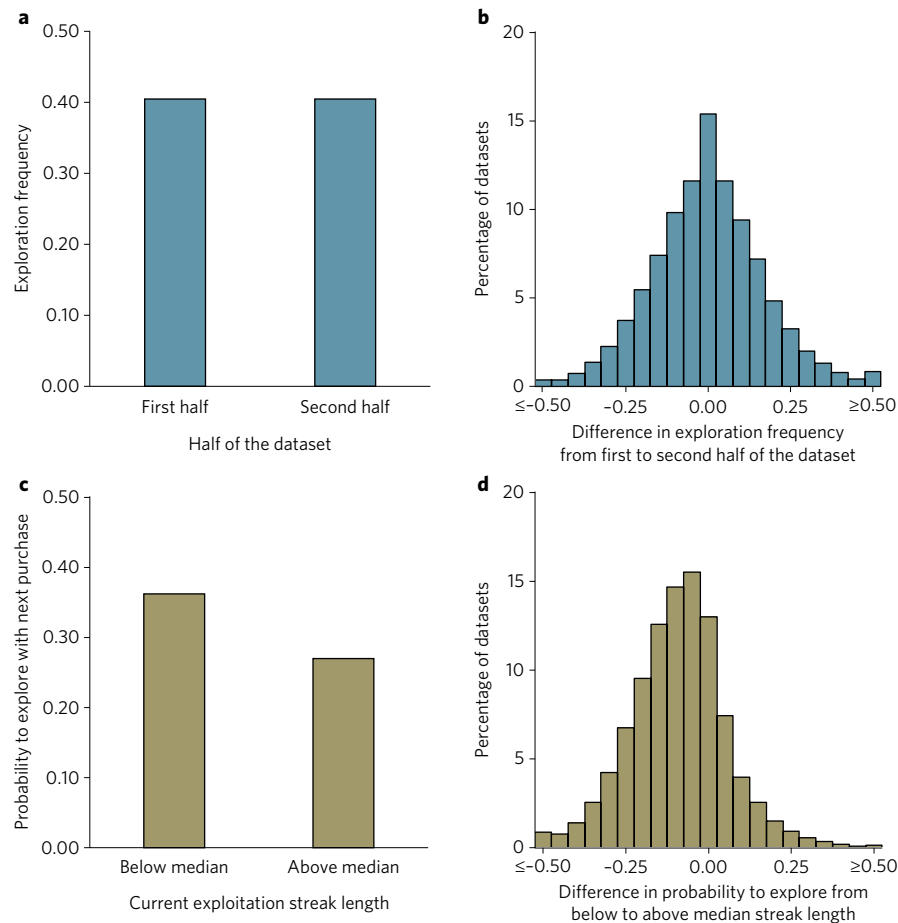 a
0.50
0.40
0.30
0.20
0.10
0.00
Exploration frequency
First half
Second half
Half of the dataset
b
20
15
10
5
0
Percentage of datasets
≤−0.50
−0.25
0.00
0.25
≥0.50
Difference in exploration frequency
from first to second half of the dataset
c
0.50
0.40
0.30
0.20
0.10
0.00
Probability to explore with next purchase
Below median
Above median
Current exploitation streak length
d
20
15
10
5
0
Percentage of datasets
≤−0.50
−0.25
0.00
0.25
≥0.50
Difference in probability to explore from
below to above median streak length